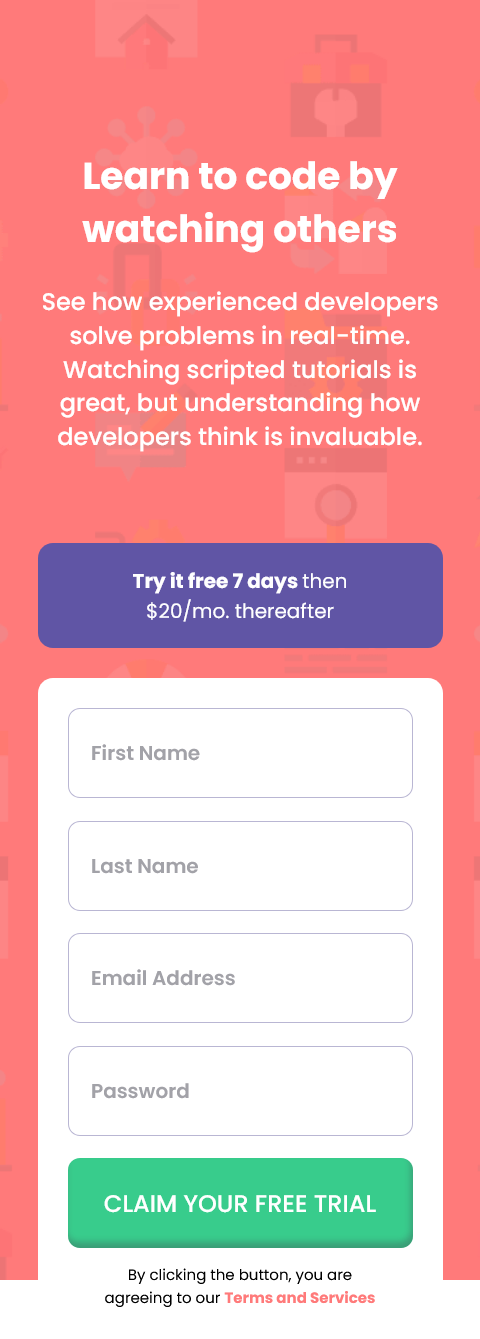 Learn to code by
watching others
See how experienced developers
solve problems in real-time.
Watching scripted tutorials is
great, but understanding how
developers think is invaluable.
Try it free 7 days then
$20/mo. thereafter
First Name
Last Name
Email Address
Password
CLAIM YOUR FREE TRIAL
By clicking the button, you are
agreeing to our Terms and Services